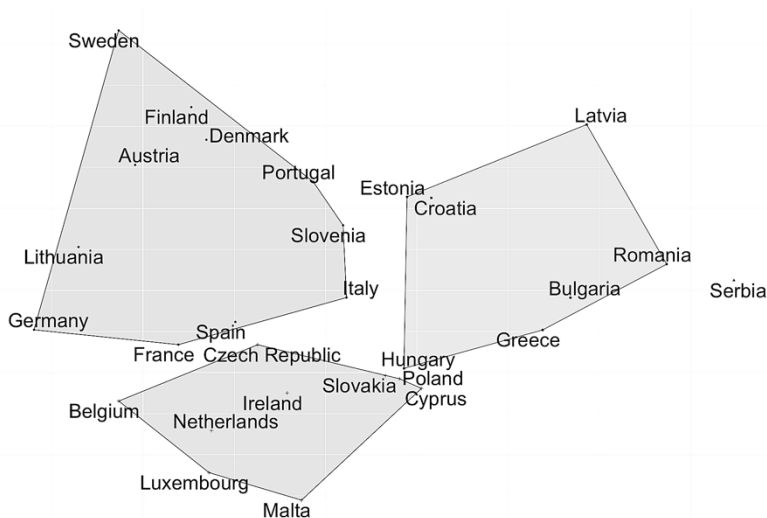 Sweden
Finland
Denmark
Austria
Portugal
Latvia
Estonia
Croatia
Slovenia
Lithuania
Romania
Italy
Bulgaria
Serbia
Germany
Spain
Greece
France
Czech Republic
Hungary
Poland
Slovakia
Cyprus
Ireland
Belgium
Netherlands
Luxembourg
Malta